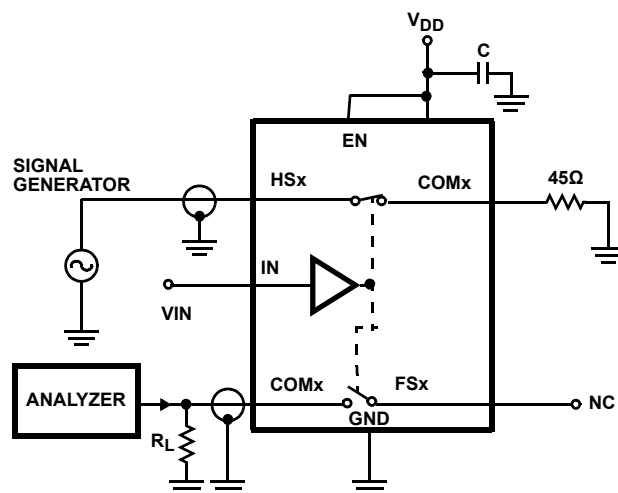 VDD
C
EN
SIGNAL
GENERATOR
HSx
COMx
45Ω
IN
VIN
ANALYZER
COMx
FSx
NC
GND
RL